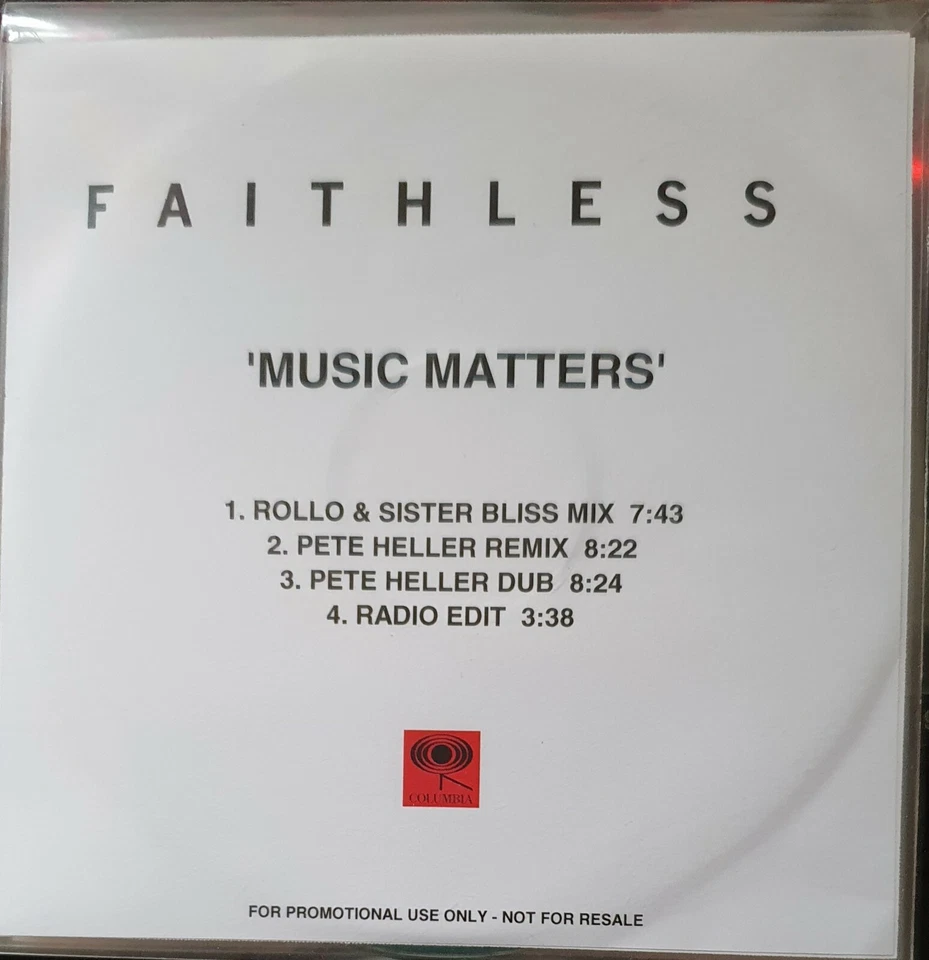 FAITHLESS
'MUSIC MATTERS'
1. ROLLO & SISTER BLISS MIX 7:43
2. PETE HELLER REMIX 8:22
3. PETE HELLER DUB 8:24
4. RADIO EDIT 3:38
COLUMBIA
FOR PROMOTIONAL USE ONLY - NOT FOR RESALE